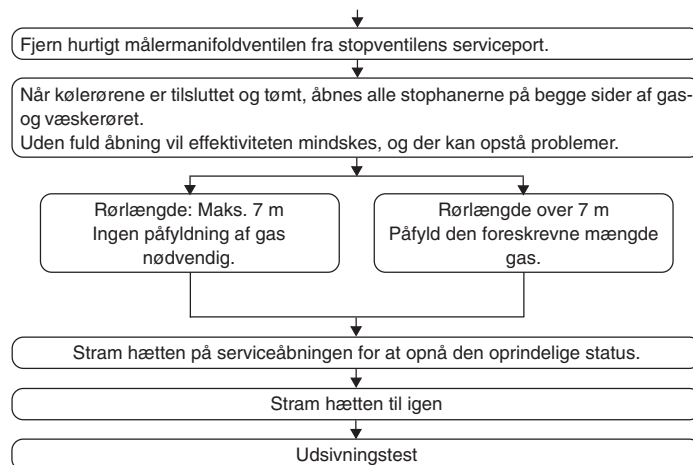 Fjern hurtigt målermanifoldventilen fra stopventilens serviceport.
Når kølerørene er tilsluttet og tømt, åbnes alle stophanerne på begge sider af gas-
og væskerøret.
Uden fuld åbning vil effektiviteten mindskes, og der kan opstå problemer.
Rørlængde: Maks. 7 m
Ingen påfyldning af gas
nødvendig.
Rørlængde over 7 m
Påfyld den foreskrevne mængde
gas.
Stram hætten på serviceåbningen for at opnå den oprindelige status.
Stram hætten til igen
Udsivningstest